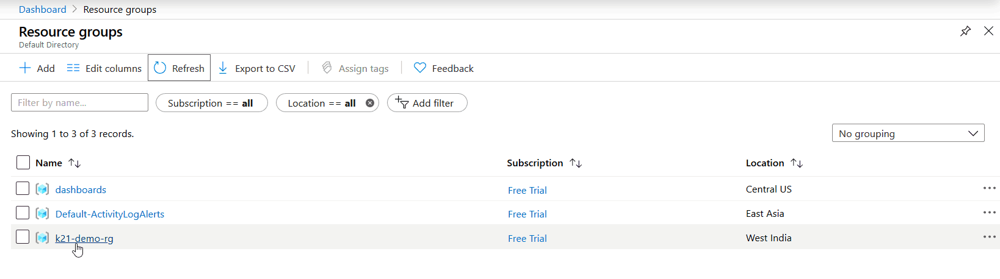 Dashboard > Resource groups
Resource groups
Default Directory
Add Edit columns Refresh Export to CSV Assign tags Feedback
Filter by name... Subscription == all Location == all Add filter
Showing 1 to 3 of 3 records. No grouping
Name Subscription Location
dashboards Free Trial Central US
Default-ActivityLogAlerts Free Trial East Asia
k21-demo-rg Free Trial West India